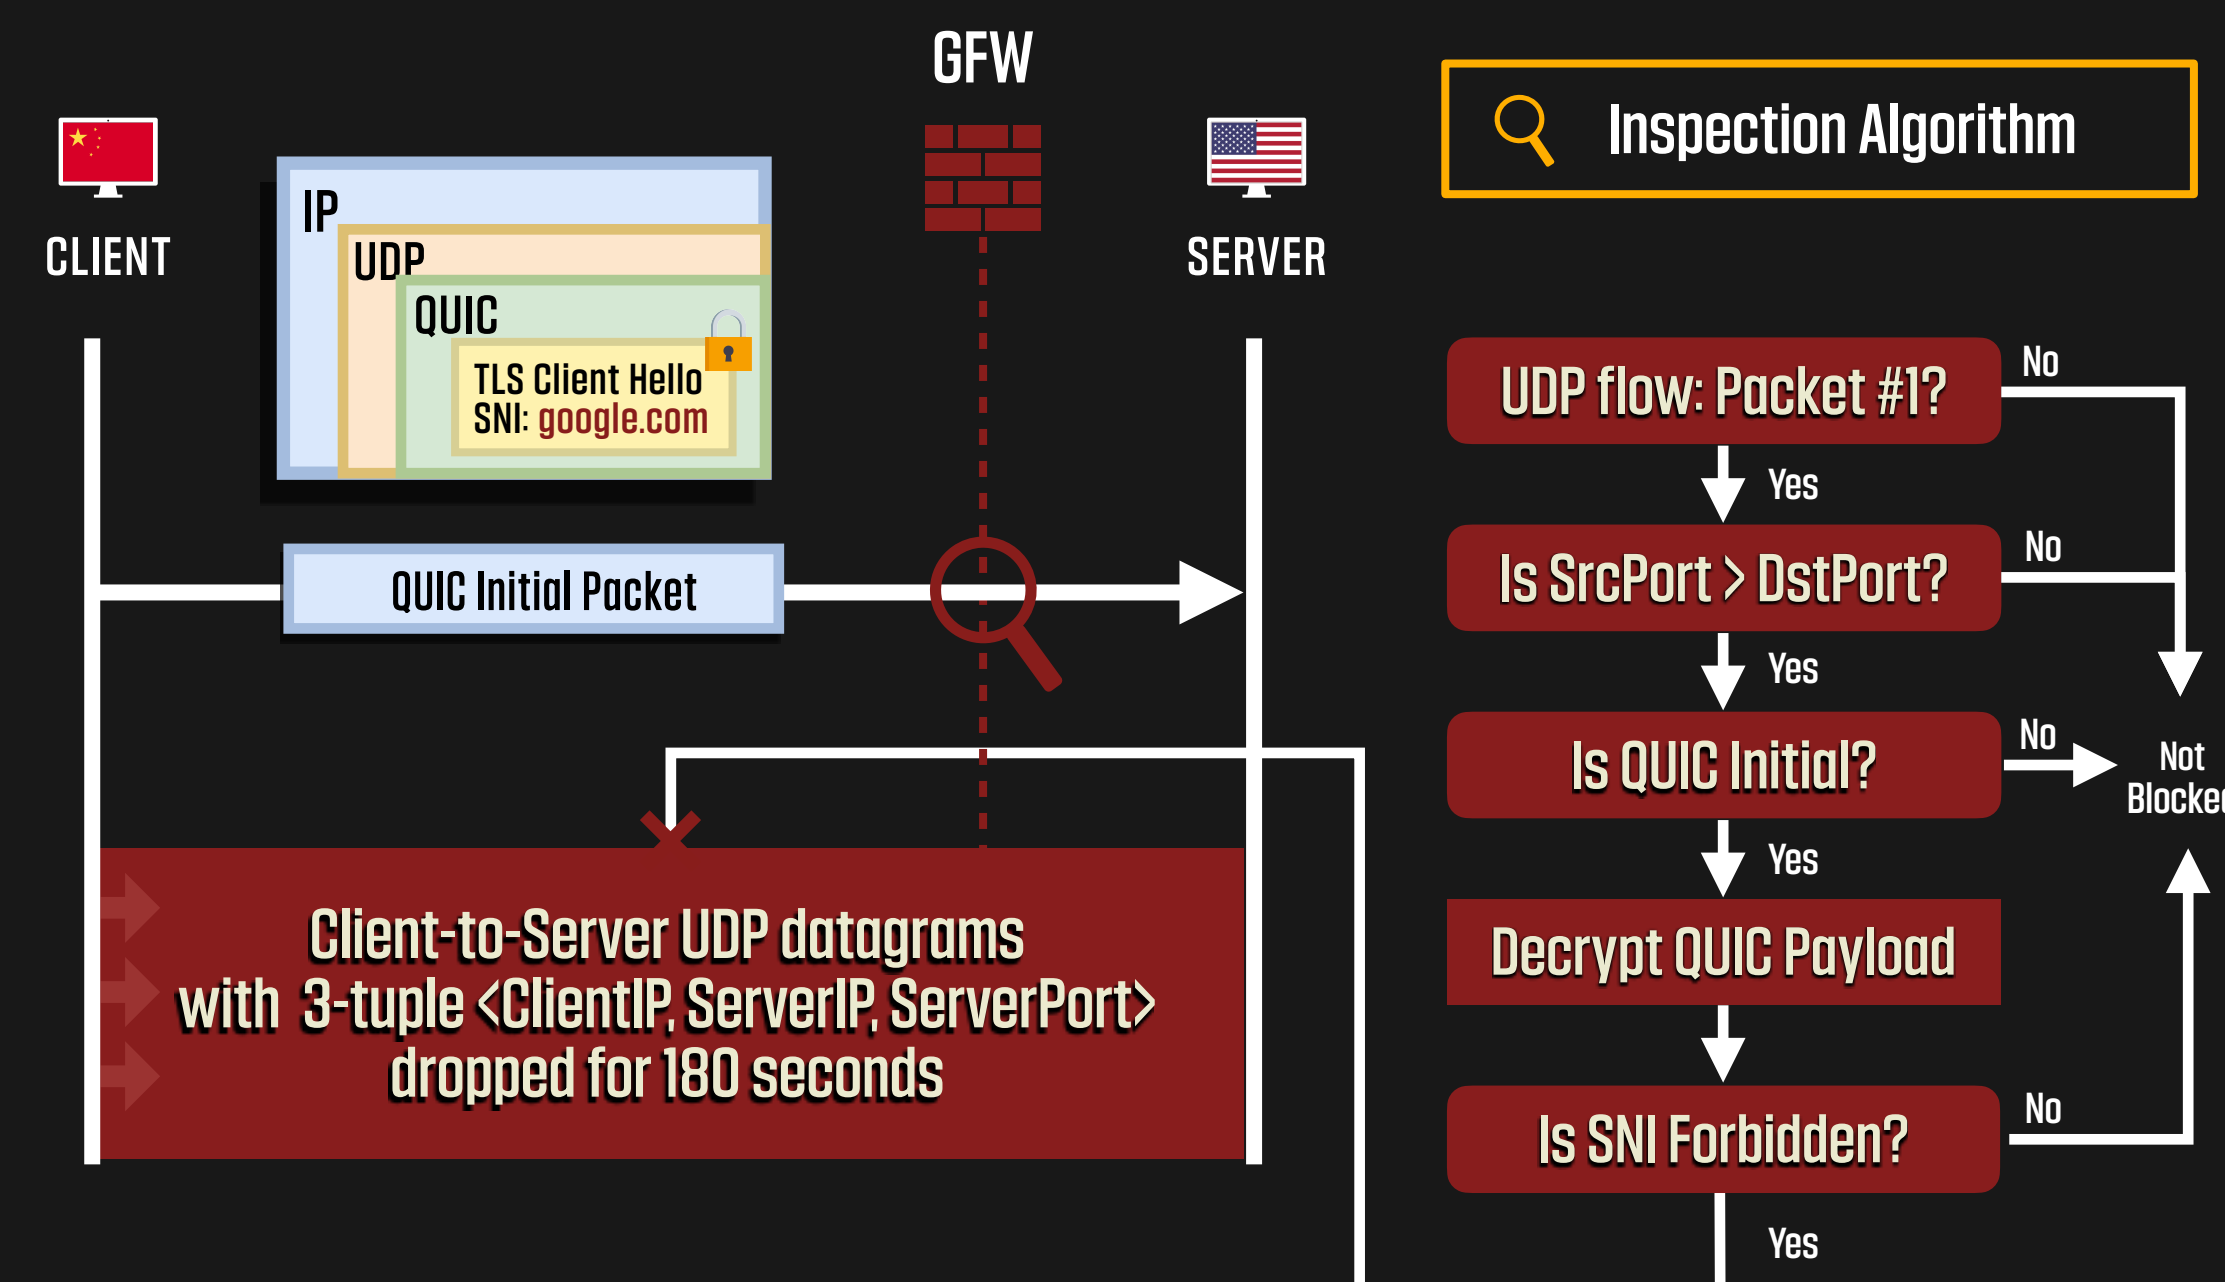 GFW
CLIENT
IP
UDP
QUIC
TLS Client Hello
SNI: google.com
SERVER
QUIC Initial Packet
Client-to-Server UDP datagrams
with 3-tuple <ClientIP, ServerIP, ServerPort>
dropped for 180 seconds
Inspection Algorithm
UDP flow: Packet #1?
No
Yes
Is SrcPort > DstPort?
No
Yes
Is QUIC Initial?
No
Not
Blocked
Yes
Decrypt QUIC Payload
Is SNI Forbidden?
No
Yes